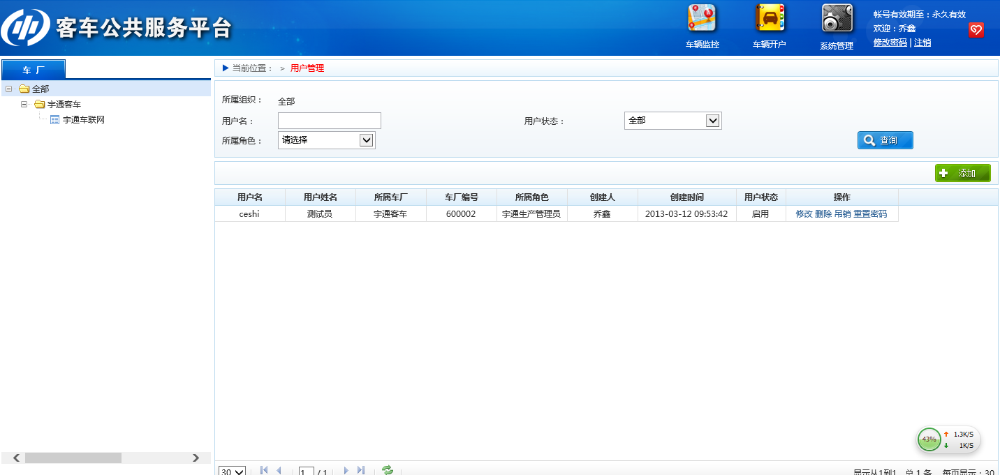 客车公共服务平台
车辆监控
车辆开户
系统管理
帐号有效期至：永久有效
欢迎：乔鑫
修改密码 | 注销
车 厂
全部
宇通客车
宇通车联网
当前位置： > 用户管理
所属组织： 全部
用户名： 用户状态： 全部
所属角色： 请选择 查询
添加
用户名 用户姓名 所属车厂 车厂编号 所属角色 创建人 创建时间 用户状态 操作
ceshi 测试员 宇通客车 600002 宇通生产管理员 乔鑫 2013-03-12 09:53:42 启用 修改 删除 吊销 重置密码
43% 1.3K/S
1K/S
30 1 / 1 显示从1到1，总 1 条 。每页显示：30